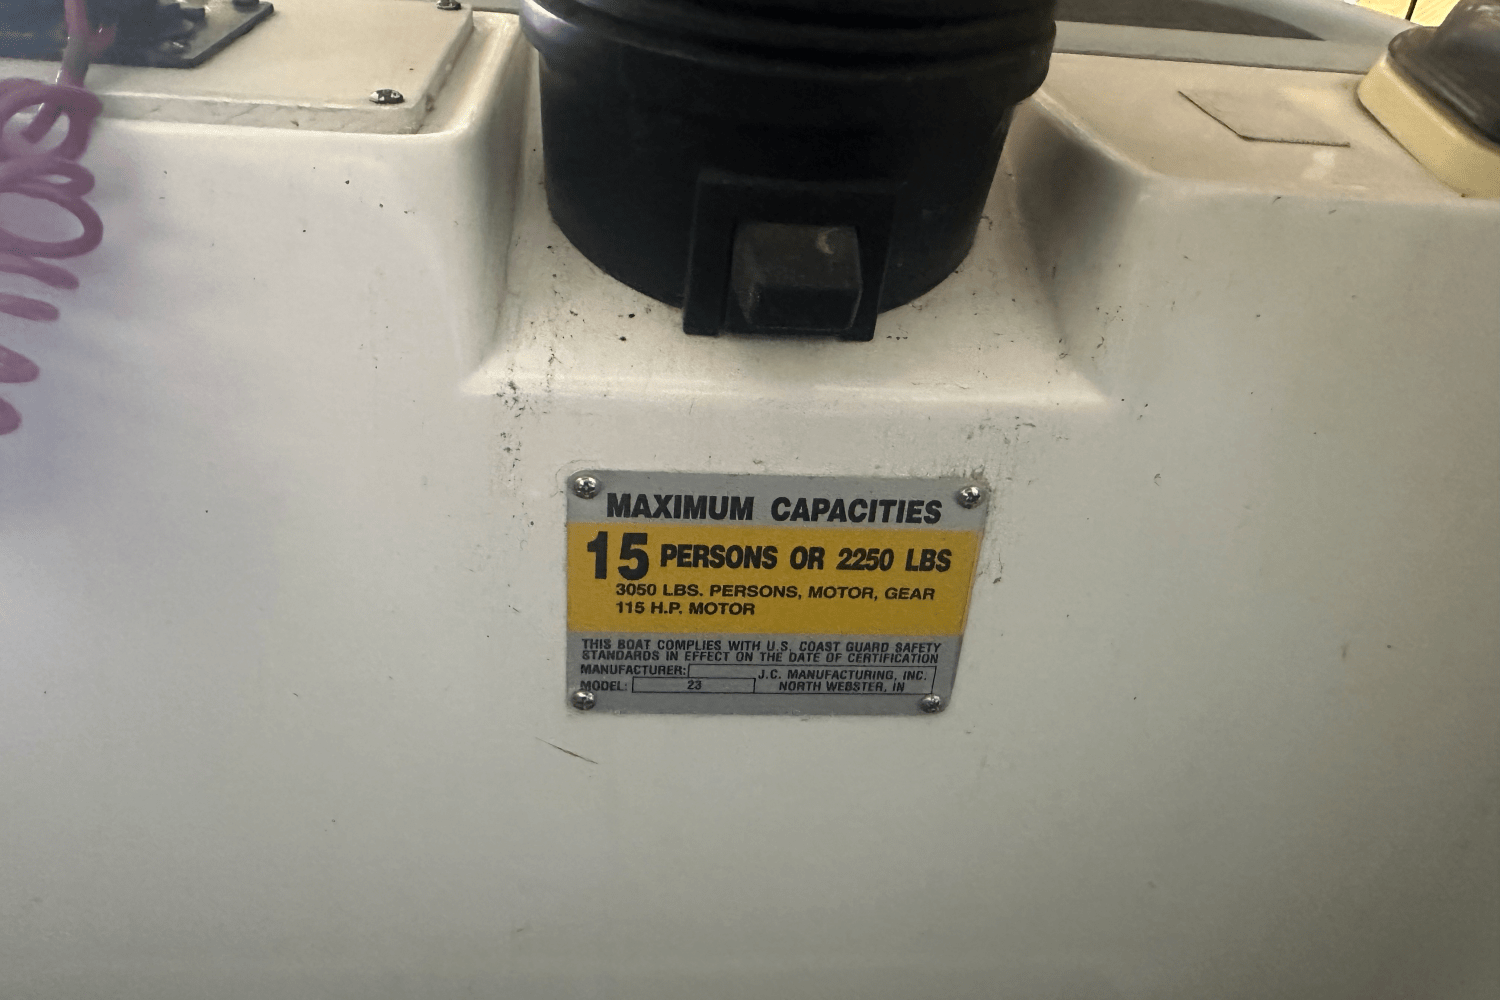 MAXIMUM CAPACITIES
15 PERSONS OR 2250 LBS
3050 LBS. PERSONS, MOTOR, GEAR
115 H.P. MOTOR
THIS BOAT COMPLIES WITH U.S. COAST GUARD SAFETY
STANDARDS IN EFFECT ON THE DATE OF CERTIFICATION
MANUFACTURER: J.C. MANUFACTURING, INC.
MODEL: 23 NORTH WEBSTER, IN